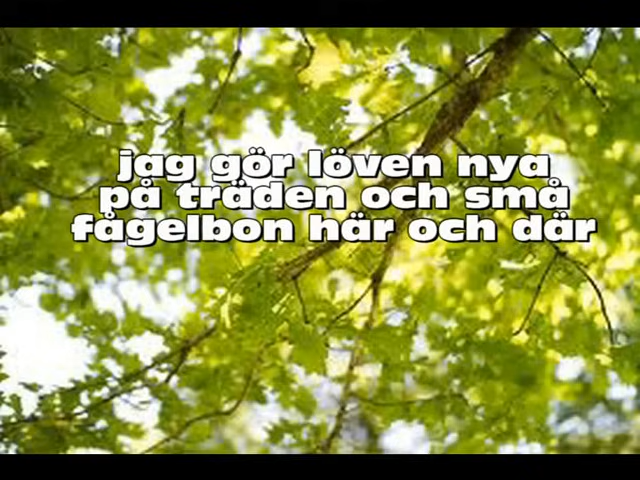 jag gör löven nya
på träden och små
fågelbon här och där